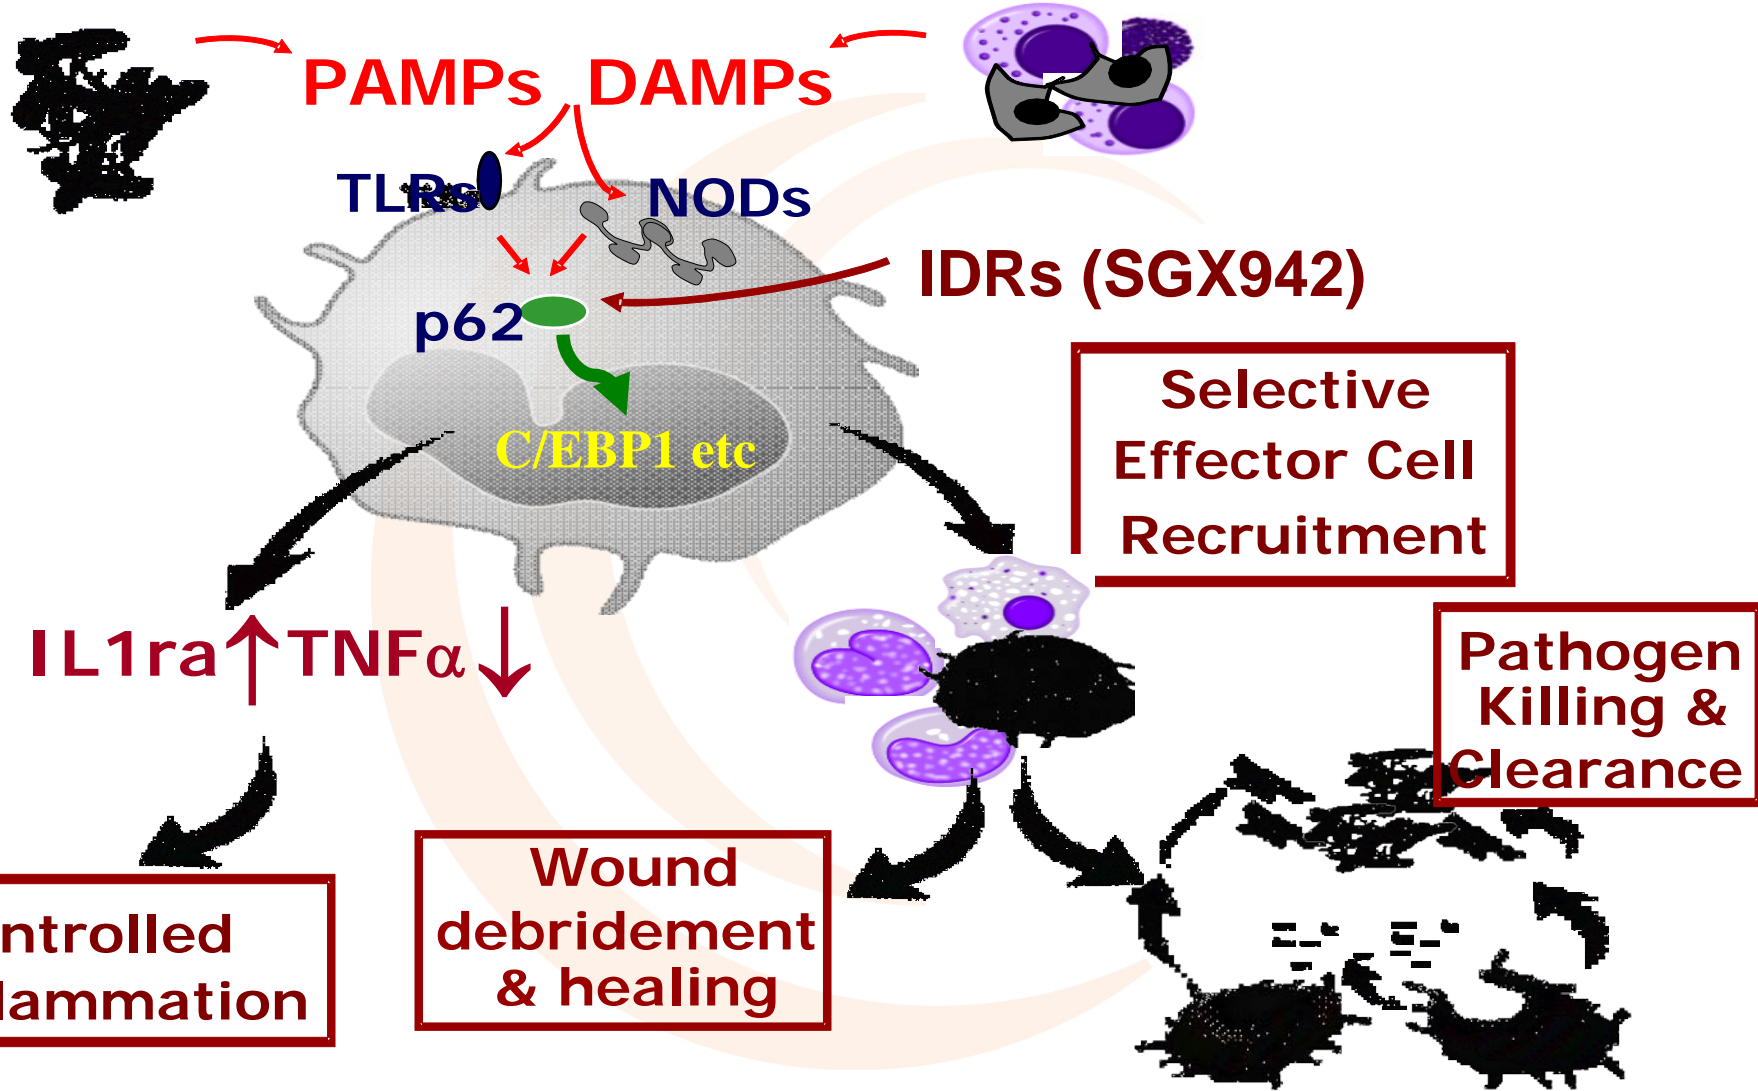 PAMPs DAMPs
TLRs
NODs
IDRs (SGX942)
p62
C/EBP1 etc
Selective
Effector Cell
Recruitment
IL1ra↑TNFα↓
Pathogen
Killing &
Clearance
Wound
debridement
& healing
ntrolled
lammation